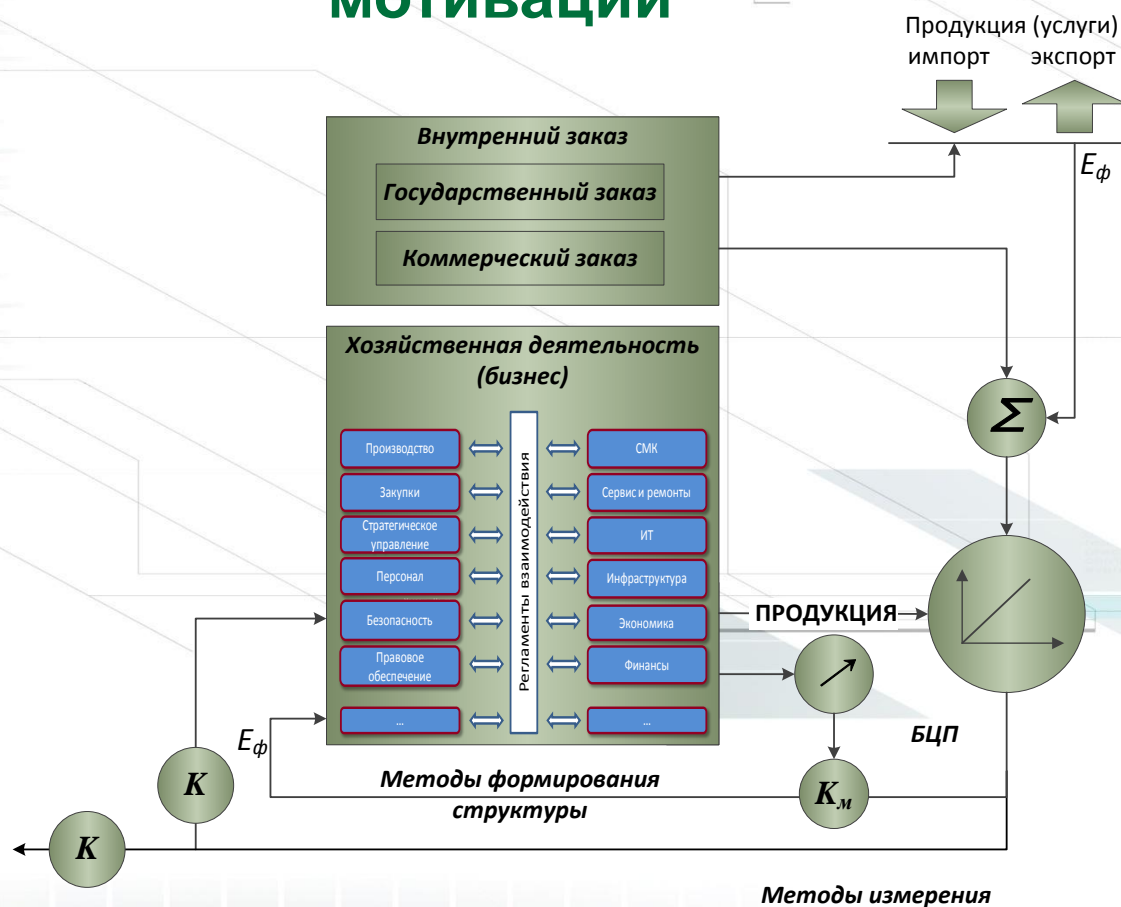 мотивации
Продукция (услуги)
импорт экспорт
Внутренний заказ
Государственный заказ
Коммерческий заказ
Eф
Хозяйственная деятельность
(бизнес)
Σ
Производство
Закупки
Стратегическое
управление
Персонал
Безопасность
Правовое
обеспечение
...
Регламенты взаимодействия
СМК
Сервис и ремонты
ИТ
Инфраструктура
Экономика
Финансы
...
ПРОДУКЦИЯ
БЦП
Eф
K
Методы формирования
структуры
Kм
K
Методы измерения